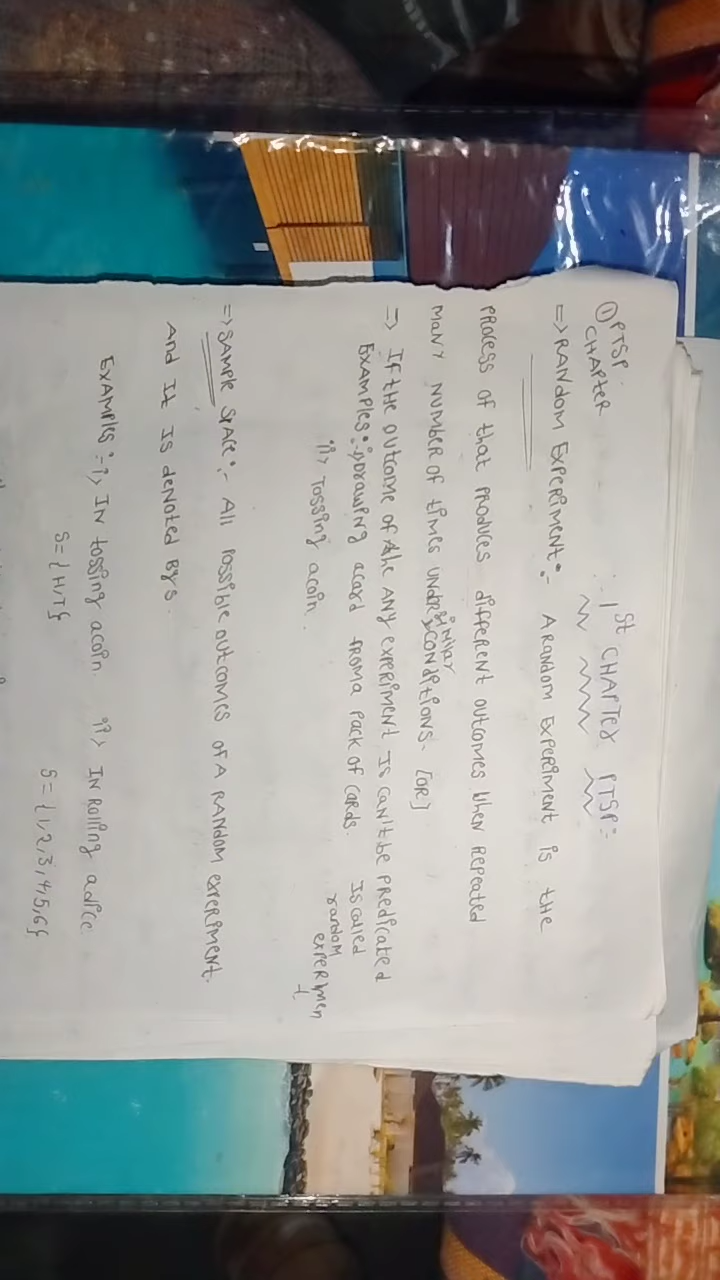 ① PTSP
CHAPTER
1st CHAPTER PTSP:-
=> RANDOM EXPERIMENT:- A RANDOM EXPERIMENT IS THE
PROCESS OF THAT PRODUCES DIFFERENT OUTCOMES WHEN REPEATED
MANY NUMBER OF TIMES UNDER SIMILAR CONDITIONS. [OR]
=> IF THE OUTCOME OF THE ANY EXPERIMENT IS CAN'T BE PREDICATED
IS CALLED RANDOM EXPERIMENT
EXAMPLES:- i> DRAWING A CARD FROM A PACK OF CARDS.
ii> TOSSING A COIN.
=> SAMPLE SPACE:- ALL POSSIBLE OUTCOMES OF A RANDOM EXPERIMENT.
AND IT IS DENOTED BY S.
EXAMPLES:- i> IN TOSSING A COIN. ii> IN ROLLING A DICE.
S={H,T} S={1,2,3,4,5,6}